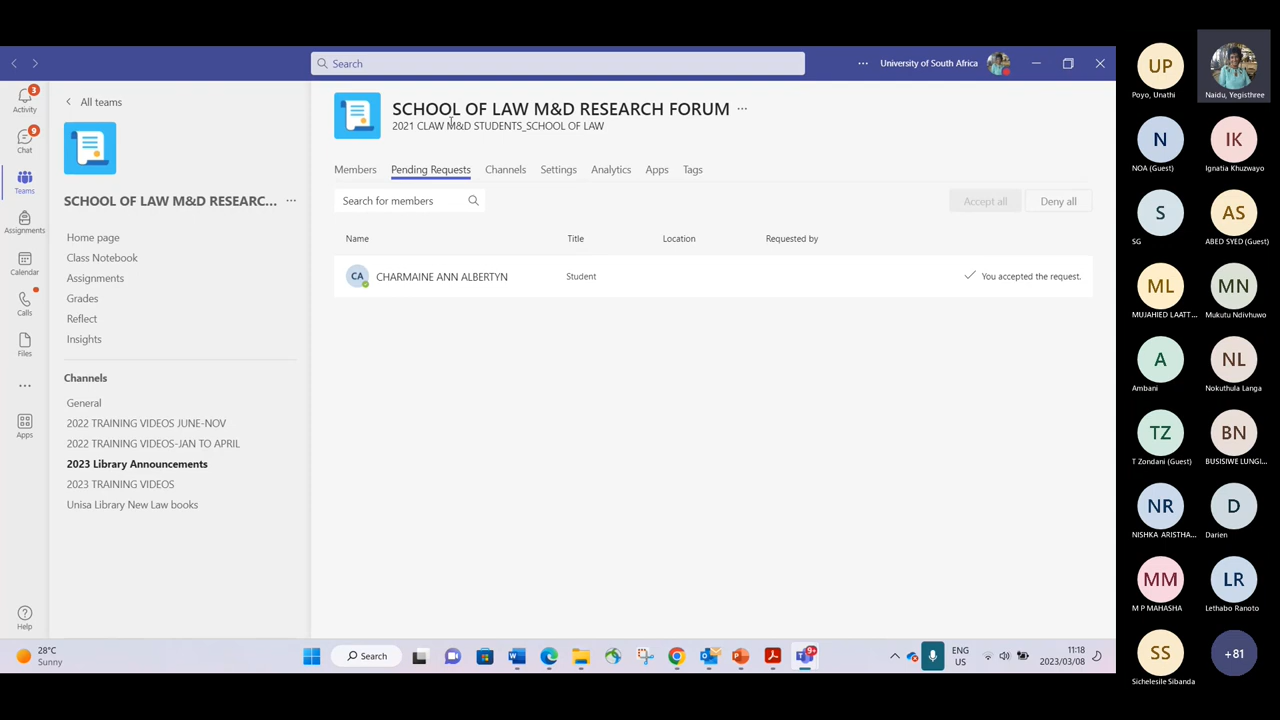 Search
University of South Africa
3
Activity
9
Chat
Teams
Assignments
Calendar
Calls
Files
Apps
Help
All teams
SCHOOL OF LAW M&D RESEARC...
Home page
Class Notebook
Assignments
Grades
Reflect
Insights
Channels
General
2022 TRAINING VIDEOS JUNE-NOV
2022 TRAINING VIDEOS-JAN TO APRIL
2023 Library Announcements
2023 TRAINING VIDEOS
Unisa Library New Law books
SCHOOL OF LAW M&D RESEARCH FORUM
2021 CLAW M&D STUDENTS_SCHOOL OF LAW
Members Pending Requests Channels Settings Analytics Apps Tags
Search for members
Accept all Deny all
Name Title Location Requested by
CA CHARMAINE ANN ALBERTYN Student You accepted the request.
28°C
Sunny
Search
9+
ENG
US
11:18
2023/03/08
UP
Poyo, Unathi
Naidu, Yegisthree
N
NOA (Guest)
IK
Ignatia Khuzwayo
S
SG
AS
ABED SYED (Guest)
ML
MUJAHIED LAATT...
MN
Mukutu Ndivhuwo
A
Ambani
NL
Nokuthula Langa
TZ
T Zondani (Guest)
BN
BUSISIWE LUNGI...
NR
NISHKA ARISTHA...
D
Darien
MM
M P MAHASHA
LR
Lethabo Ranoto
SS
Sichelesile Sibanda
+81